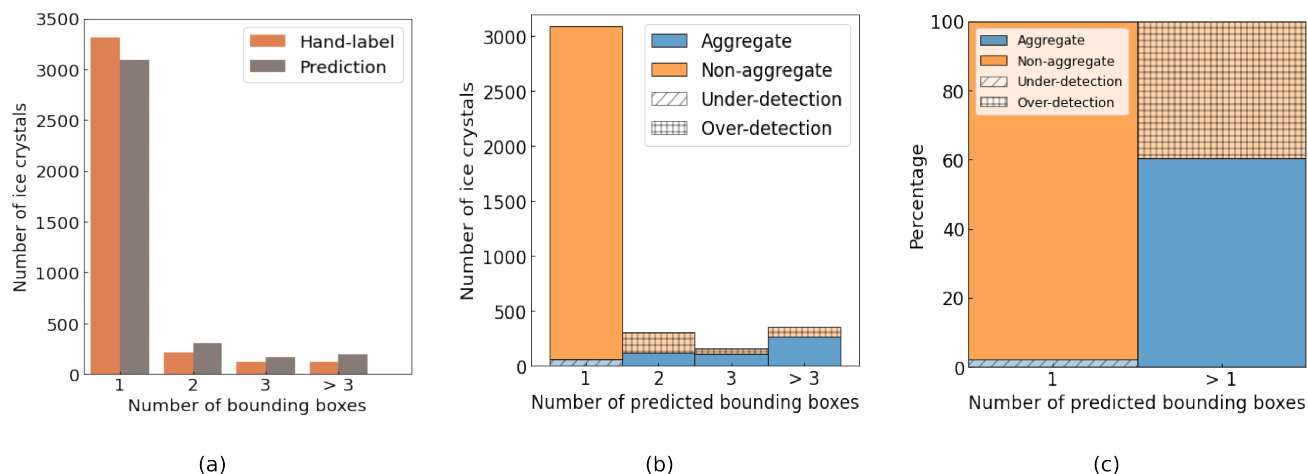 3500
3000
2500
2000
1500
1000
500
0
Number of ice crystals
Hand-label
Prediction
1 2 3 > 3
Number of bounding boxes
(a)
3000
2500
2000
1500
1000
500
0
Number of ice crystals
Aggregate
Non-aggregate
Under-detection
Over-detection
1 2 3 > 3
Number of predicted bounding boxes
(b)
100
80
60
40
20
0
Percentage
Aggregate
Non-aggregate
Under-detection
Over-detection
1 > 1
Number of predicted bounding boxes
(c)